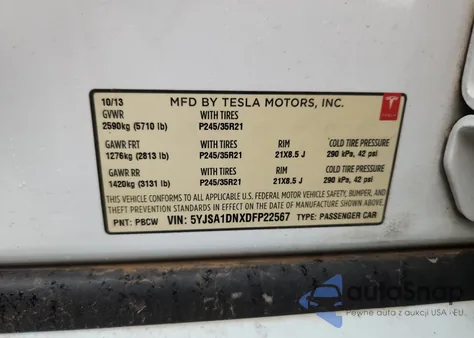 10/13 MFD BY TESLA MOTORS, INC.
GVWR WITH TIRES
2590kg (5710 lb) P245/35R21
TESLA
GAWR FRT WITH TIRES RIM COLD TIRE PRESSURE
1276kg (2813 lb) P245/35R21 21X8.5 J 290 kPa, 42 psi
GAWR RR WITH TIRES RIM COLD TIRE PRESSURE
1420kg (3131 lb) P245/35R21 21X8.5 J 290 kPa, 42 psi
THIS VEHICLE CONFORMS TO ALL APPLICABLE U.S. FEDERAL MOTOR VEHICLE SAFETY, BUMPER, AND
THEFT PREVENTION STANDARDS IN EFFECT ON THE DATE OF MANUFACTURE SHOWN ABOVE.
PNT: PBCW VIN: 5YJSA1DNXDFP22567 TYPE: PASSENGER CAR
autoSnap
Pewne auta z aukcji USA i EU